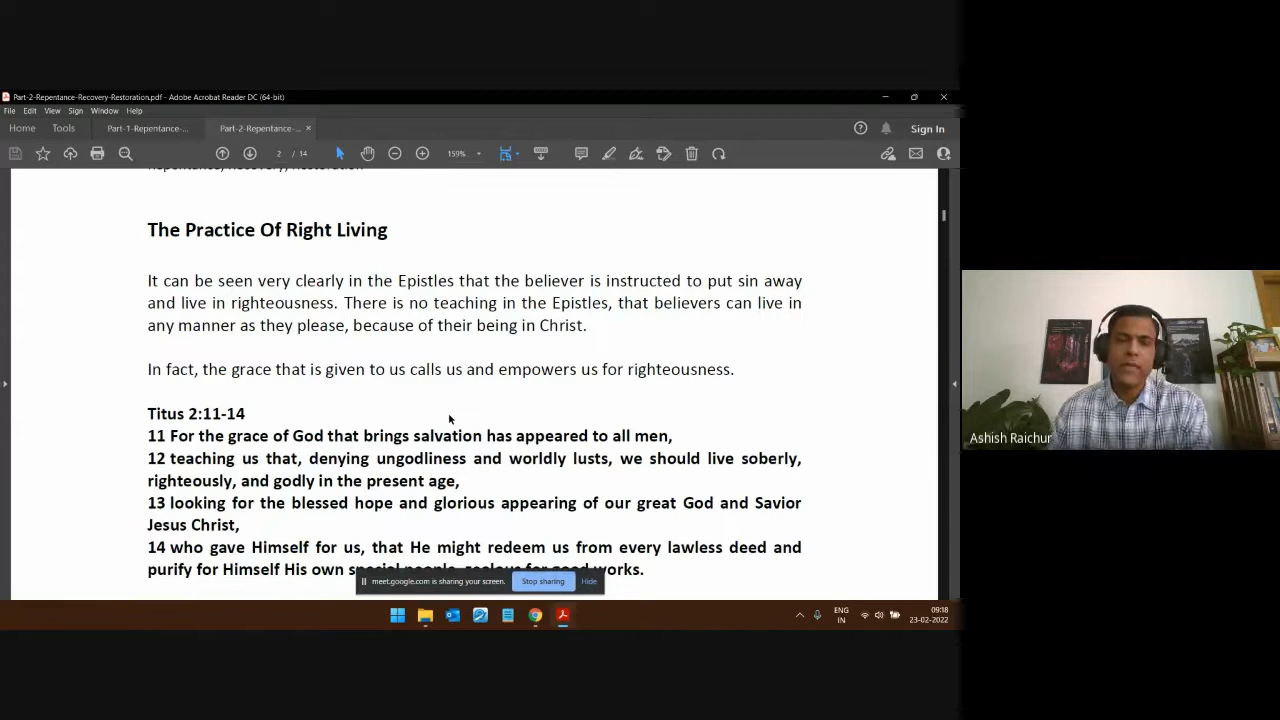 Part-2-Repentance-Recovery-Restoration.pdf - Adobe Acrobat Reader DC (64-bit)
File Edit View Sign Window Help
Home Tools Part-1-Repentance-... Part-2-Repentance-... × Sign In
2 / 14 159%
Repentance, Recovery, Restoration
The Practice Of Right Living
It can be seen very clearly in the Epistles that the believer is instructed to put sin away
and live in righteousness. There is no teaching in the Epistles, that believers can live in
any manner as they please, because of their being in Christ.
In fact, the grace that is given to us calls us and empowers us for righteousness.
Titus 2:11-14
11 For the grace of God that brings salvation has appeared to all men,
12 teaching us that, denying ungodliness and worldly lusts, we should live soberly,
righteously, and godly in the present age,
13 looking for the blessed hope and glorious appearing of our great God and Savior
Jesus Christ,
14 who gave Himself for us, that He might redeem us from every lawless deed and
purify for Himself His own special people, zealous for good works.
meet.google.com is sharing your screen. Stop sharing Hide
ENG
IN
09:18
23-02-2022
Ashish Raichur